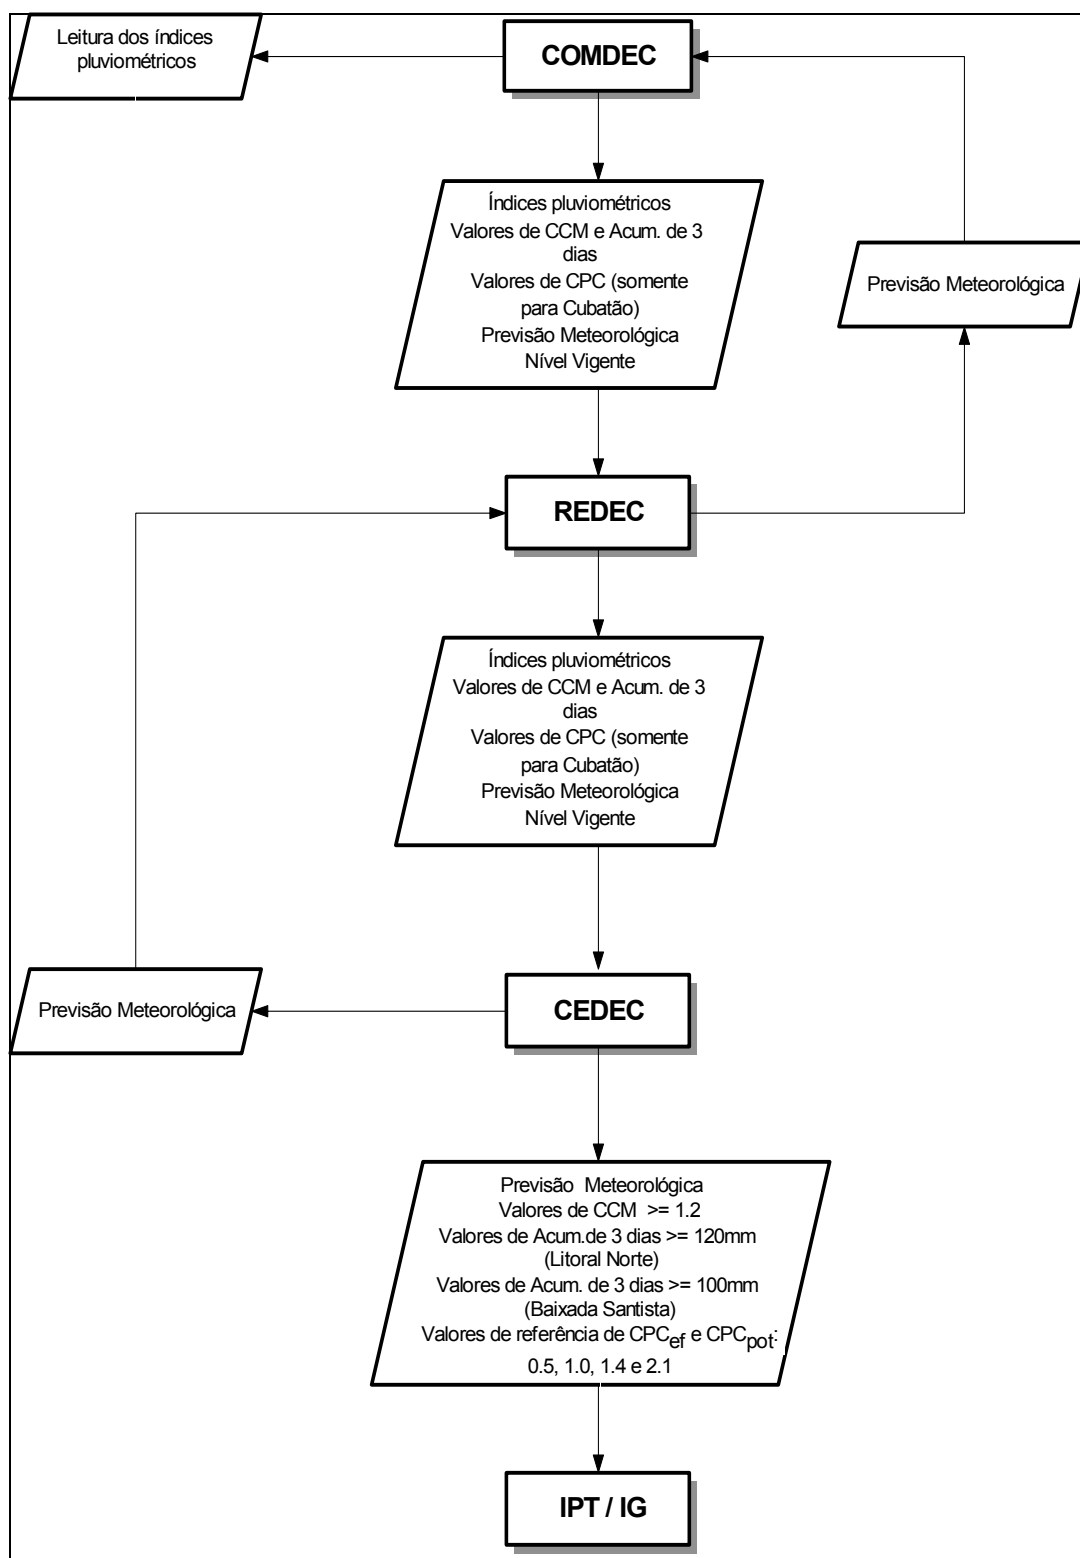 Leitura dos índices
pluviométricos
COMDEC
Índices pluviométricos
Valores de CCM e Acum. de 3
dias
Valores de CPC (somente
para Cubatão)
Previsão Meteorológica
Nível Vigente
Previsão Meteorológica
REDEC
Índices pluviométricos
Valores de CCM e Acum. de 3
dias
Valores de CPC (somente
para Cubatão)
Previsão Meteorológica
Nível Vigente
Previsão Meteorológica
CEDEC
Previsão Meteorológica
Valores de CCM >= 1.2
Valores de Acum.de 3 dias >= 120mm
(Litoral Norte)
Valores de Acum. de 3 dias >= 100mm
(Baixada Santista)
Valores de referência de CPCef e CPCpot:
0.5, 1.0, 1.4 e 2.1
IPT / IG